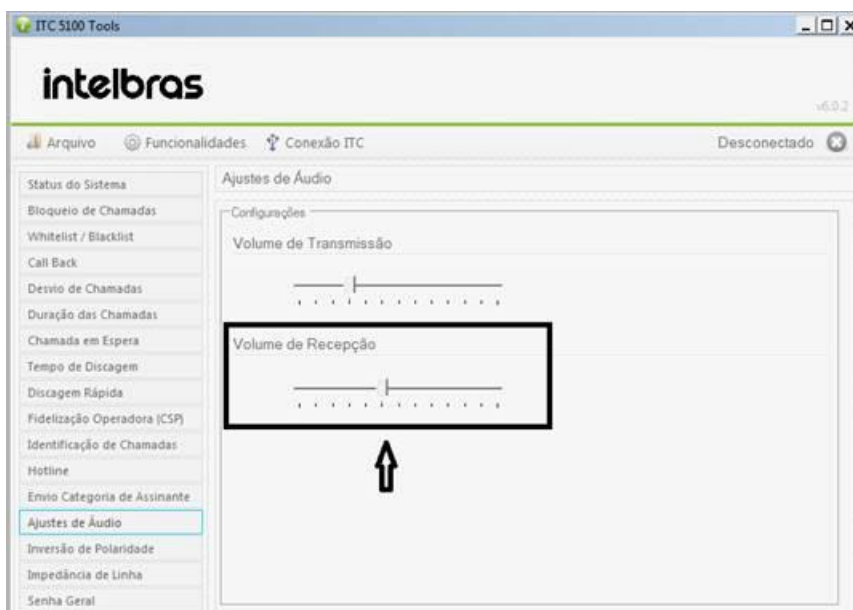 ITC 5100 Tools
intelbras
v6.0.2
Arquivo Funcionalidades Conexão ITC Desconectado
Status do Sistema
Bloqueio de Chamadas
Whitelist / Blacklist
Call Back
Desvio de Chamadas
Duração das Chamadas
Chamada em Espera
Tempo de Discagem
Discagem Rápida
Fidelização Operadora (CSP)
Identificação de Chamadas
Hotline
Envio Categoria de Assinante
Ajustes de Áudio
Inversão de Polaridade
Impedância de Linha
Senha Geral
Ajustes de Áudio
Configurações
Volume de Transmissão
Volume de Recepção